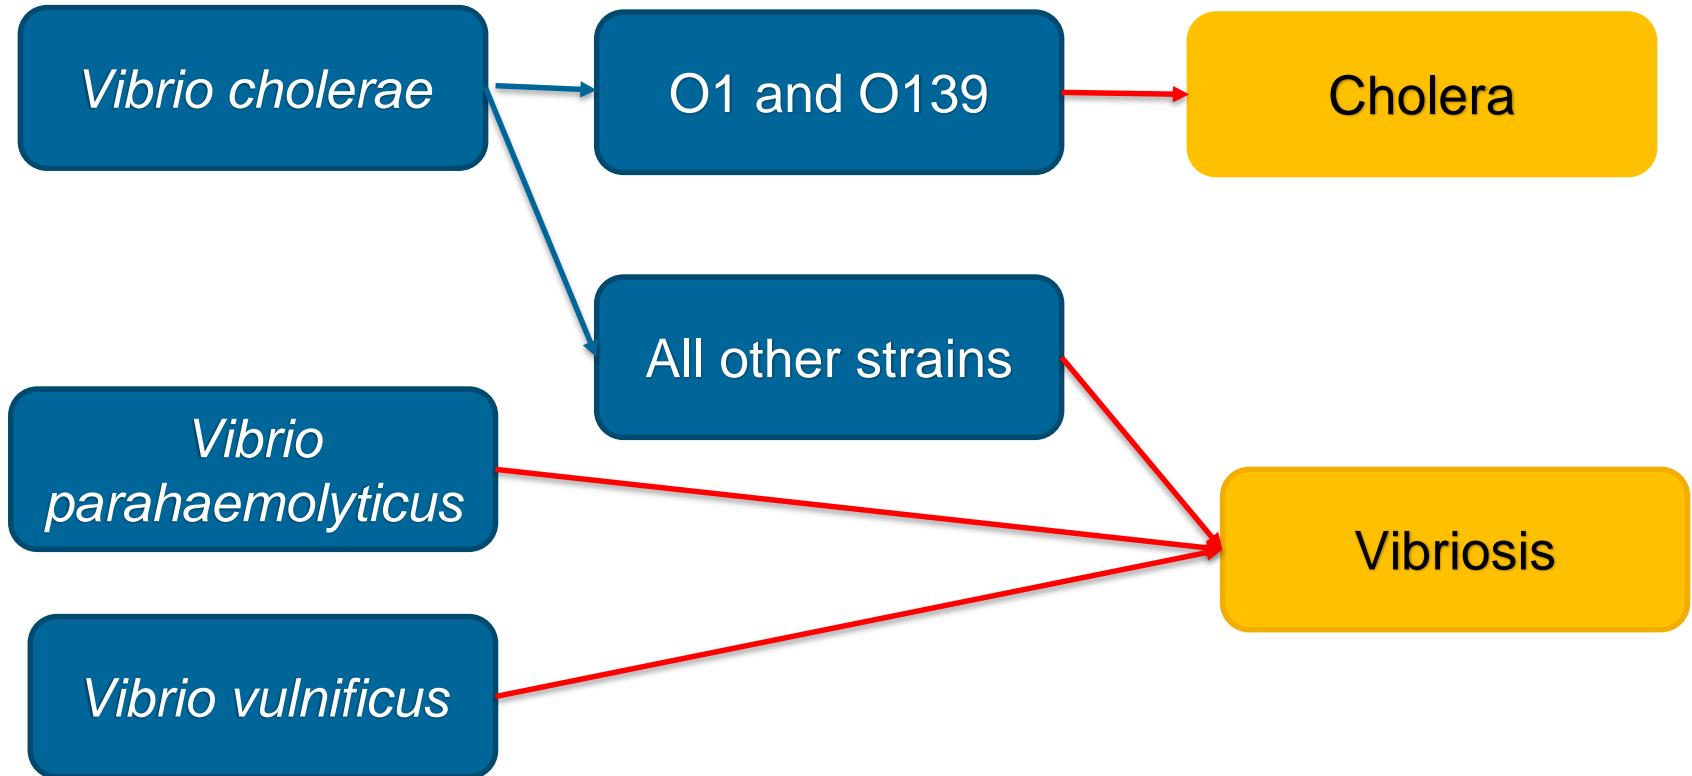 Vibrio cholerae
O1 and O139
Cholera
All other strains
Vibrio
parahaemolyticus
Vibriosis
Vibrio vulnificus